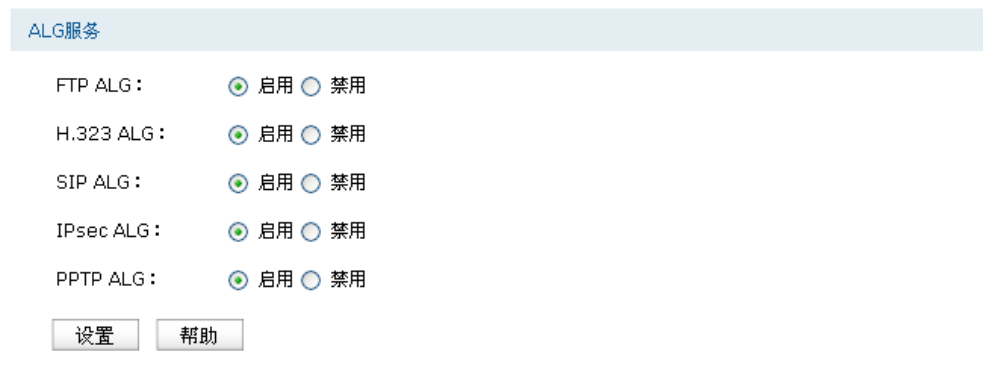 ALG服务
FTP ALG： 启用 禁用
H.323 ALG： 启用 禁用
SIP ALG： 启用 禁用
IPsec ALG： 启用 禁用
PPTP ALG： 启用 禁用
设置 帮助